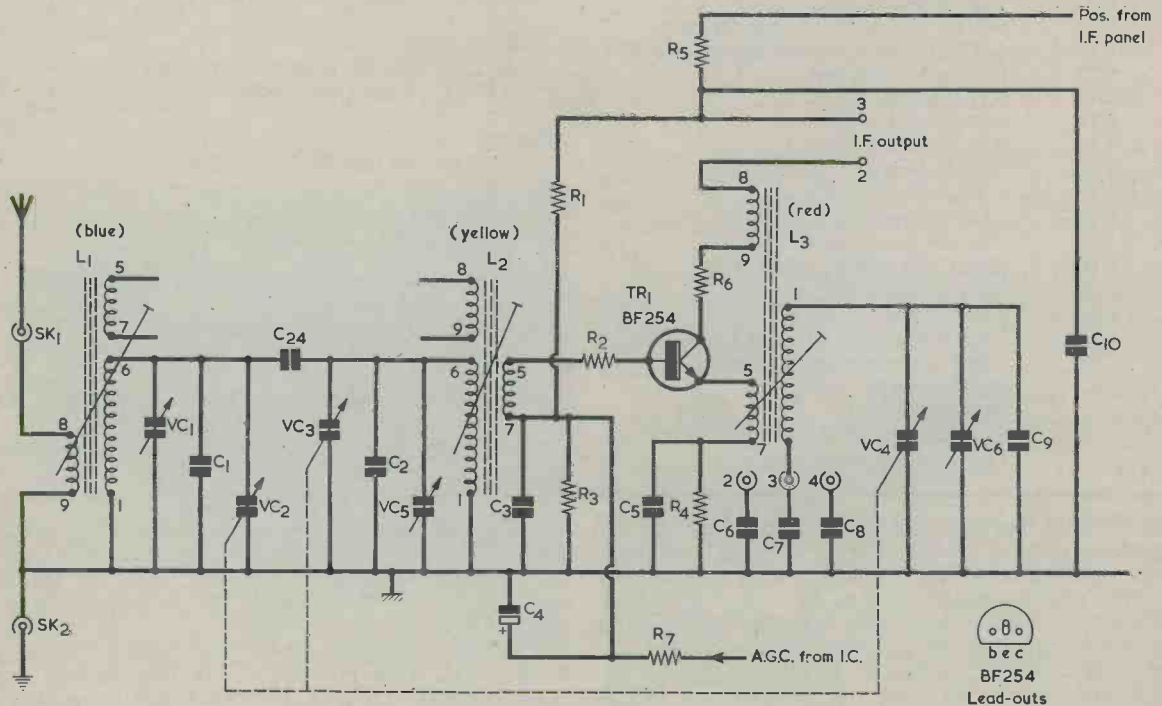 Pos. from
I.F. panel
R5
3
I.F. output
2
R1
8
(red)
L3
9
R6
(blue)
L1
5
7
6
8
9
1
SK1
SK2
VC1
C1
VC2
C24
VC3
C2
VC5
(yellow)
L2
8
9
6
5
7
1
R2
TR1
BF254
C3
R3
5
7
1
C5
R4
2
3
4
C6
C7
C8
VC4
VC6
C9
C10
C4
+
R7
A.G.C. from I.C.
b e c
BF254
Lead-outs